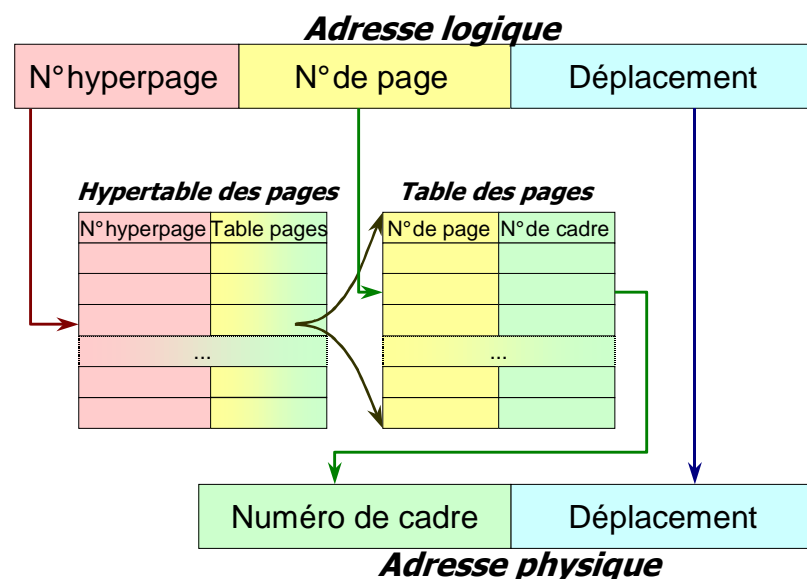 Adresse logique
N° hyperpage N° de page Déplacement
Hypertable des pages Table des pages
N° hyperpage Table pages N° de page N° de cadre
... ...
Numéro de cadre Déplacement
Adresse physique